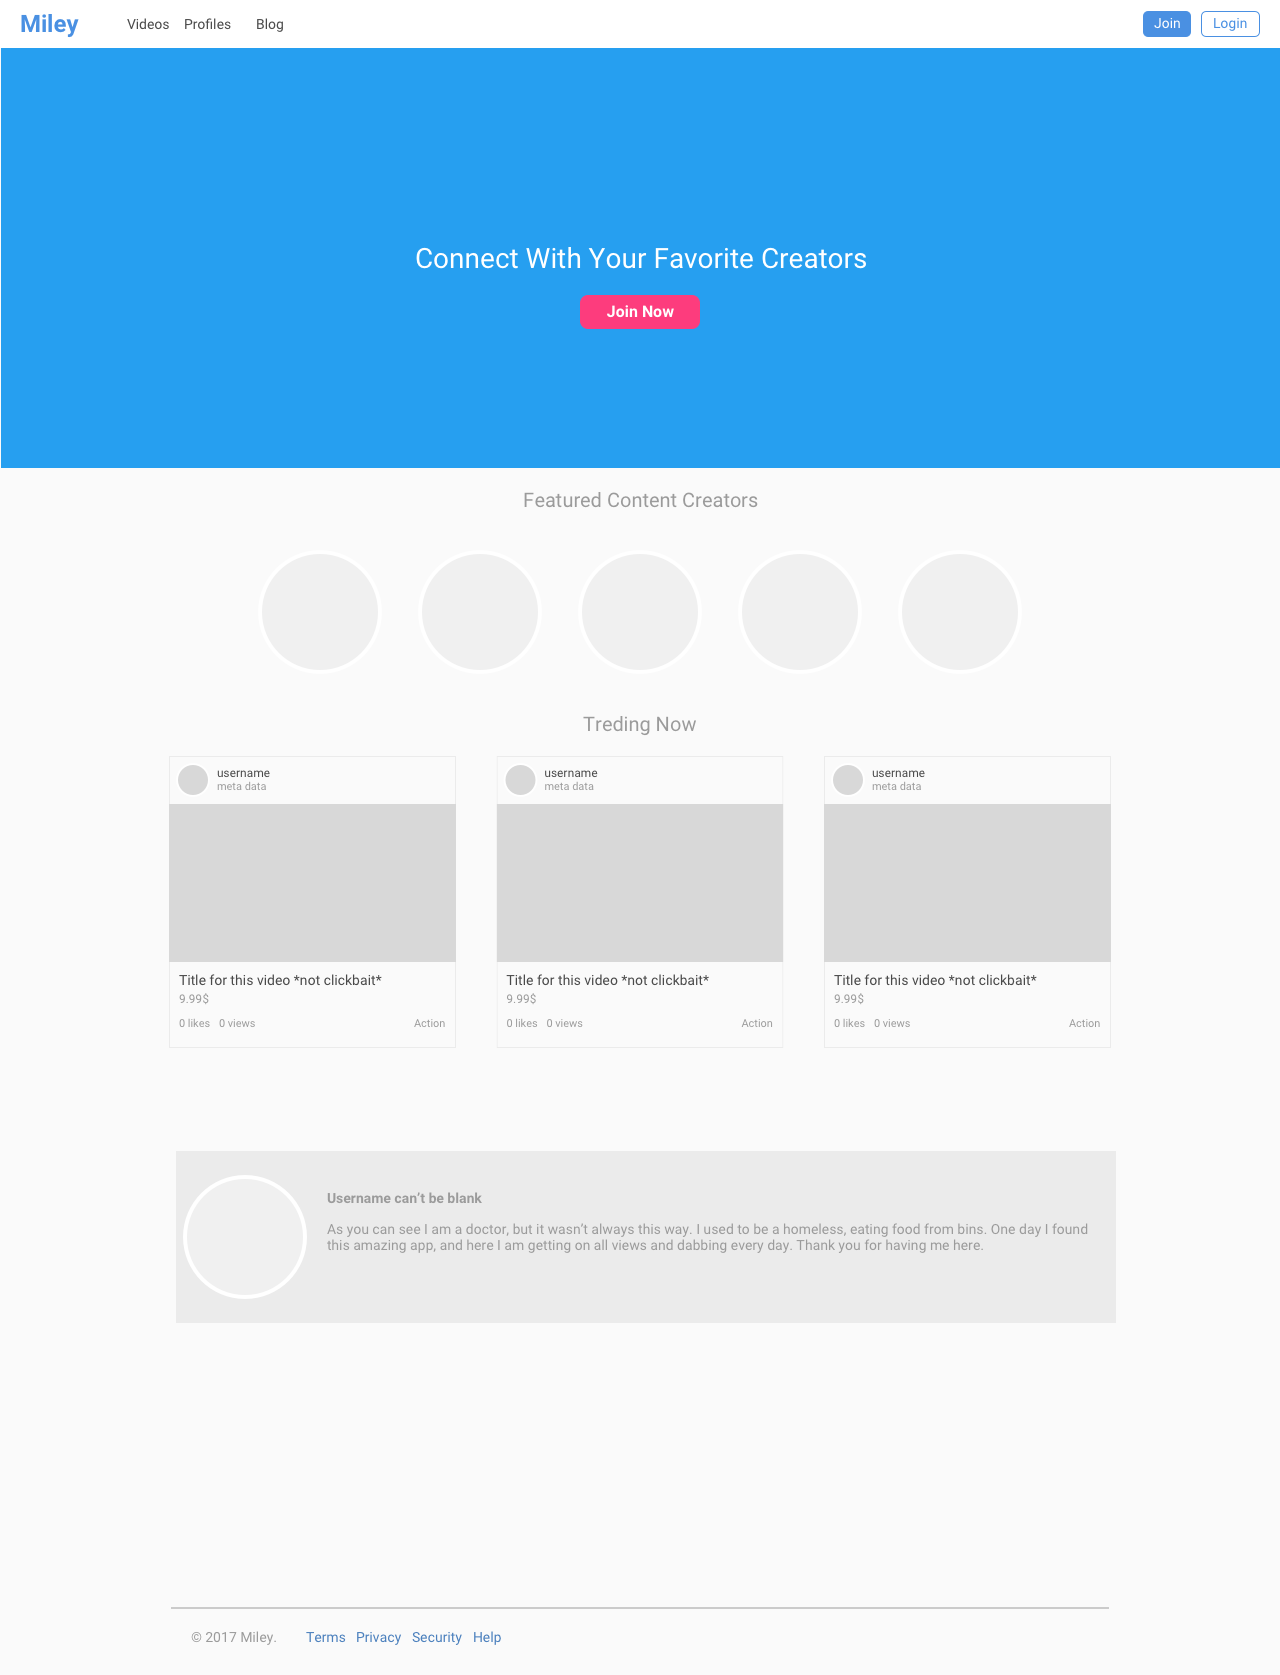 Miley Videos Profiles Blog Join Login
Connect With Your Favorite Creators
Join Now
Featured Content Creators
Treding Now
username
meta data
Title for this video *not clickbait*
9.99$
0 likes 0 views Action
username
meta data
Title for this video *not clickbait*
9.99$
0 likes 0 views Action
username
meta data
Title for this video *not clickbait*
9.99$
0 likes 0 views Action
Username can’t be blank
As you can see I am a doctor, but it wasn’t always this way. I used to be a homeless, eating food from bins. One day I found
this amazing app, and here I am getting on all views and dabbing every day. Thank you for having me here.
© 2017 Miley. Terms Privacy Security Help